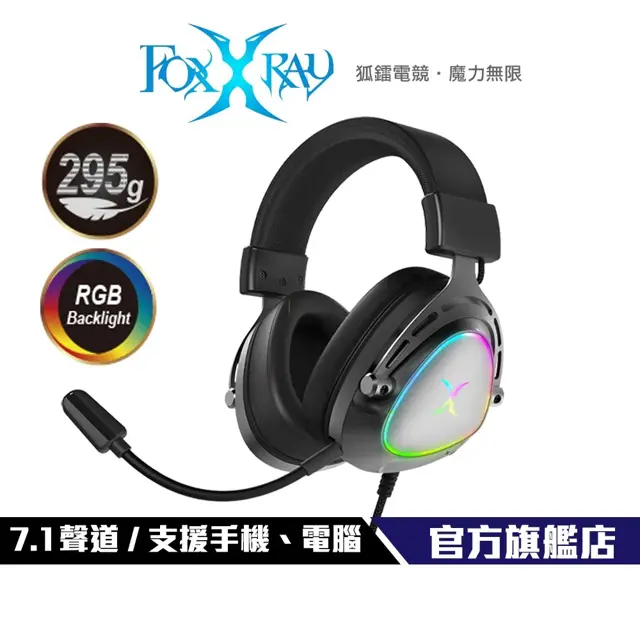 FOXXRAY
狐鐳電競・魔力無限
295g
RGB
Backlight
7.1聲道 / 支援手機、電腦
官方旗艦店